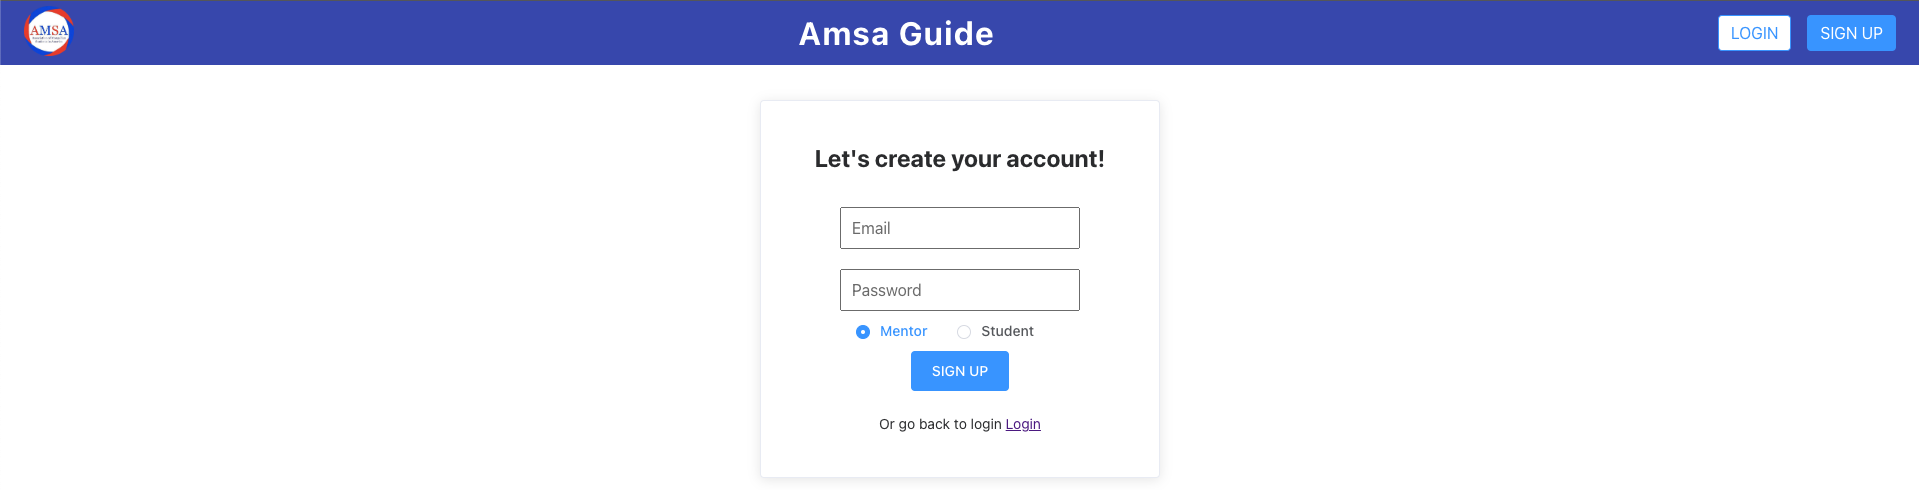 AMSA
Amsa Guide
LOGIN
SIGN UP
Let's create your account!
Email
Password
Mentor
Student
SIGN UP
Or go back to login Login